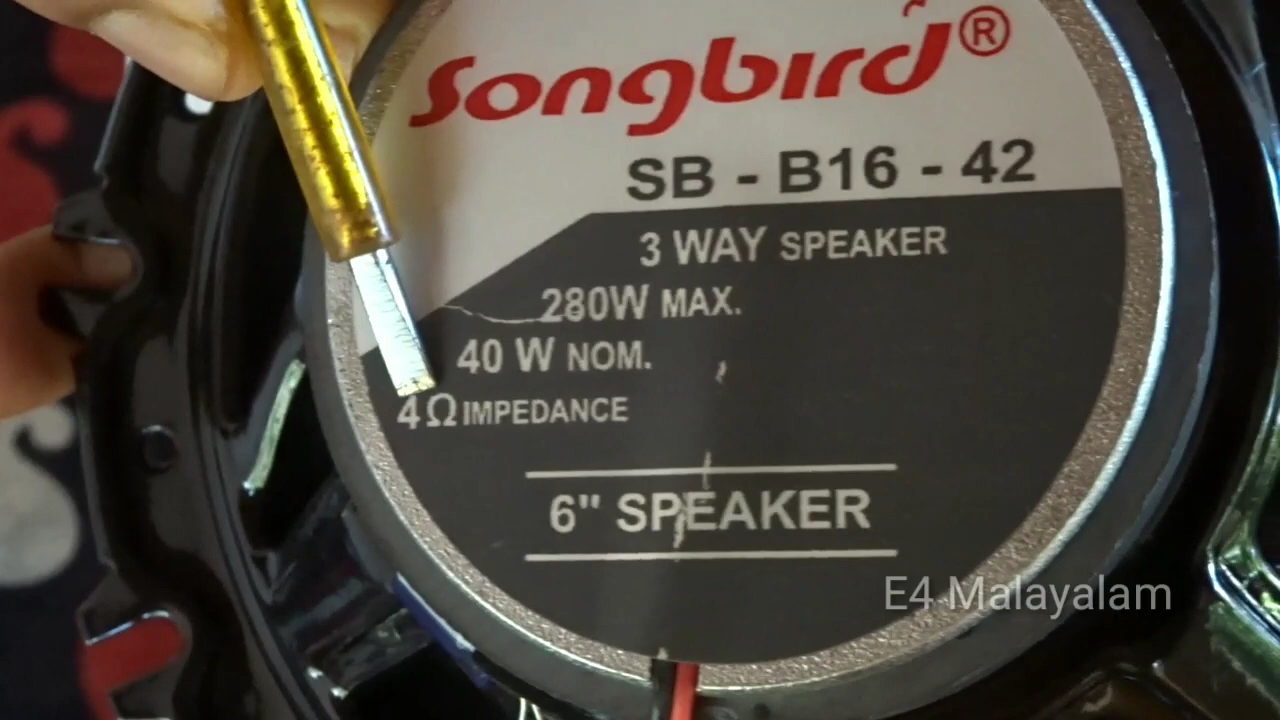 Songbird®
SB - B16 - 42
3 WAY SPEAKER
280W MAX.
40 W NOM.
4Ω IMPEDANCE
6" SPEAKER
E4 Malayalam